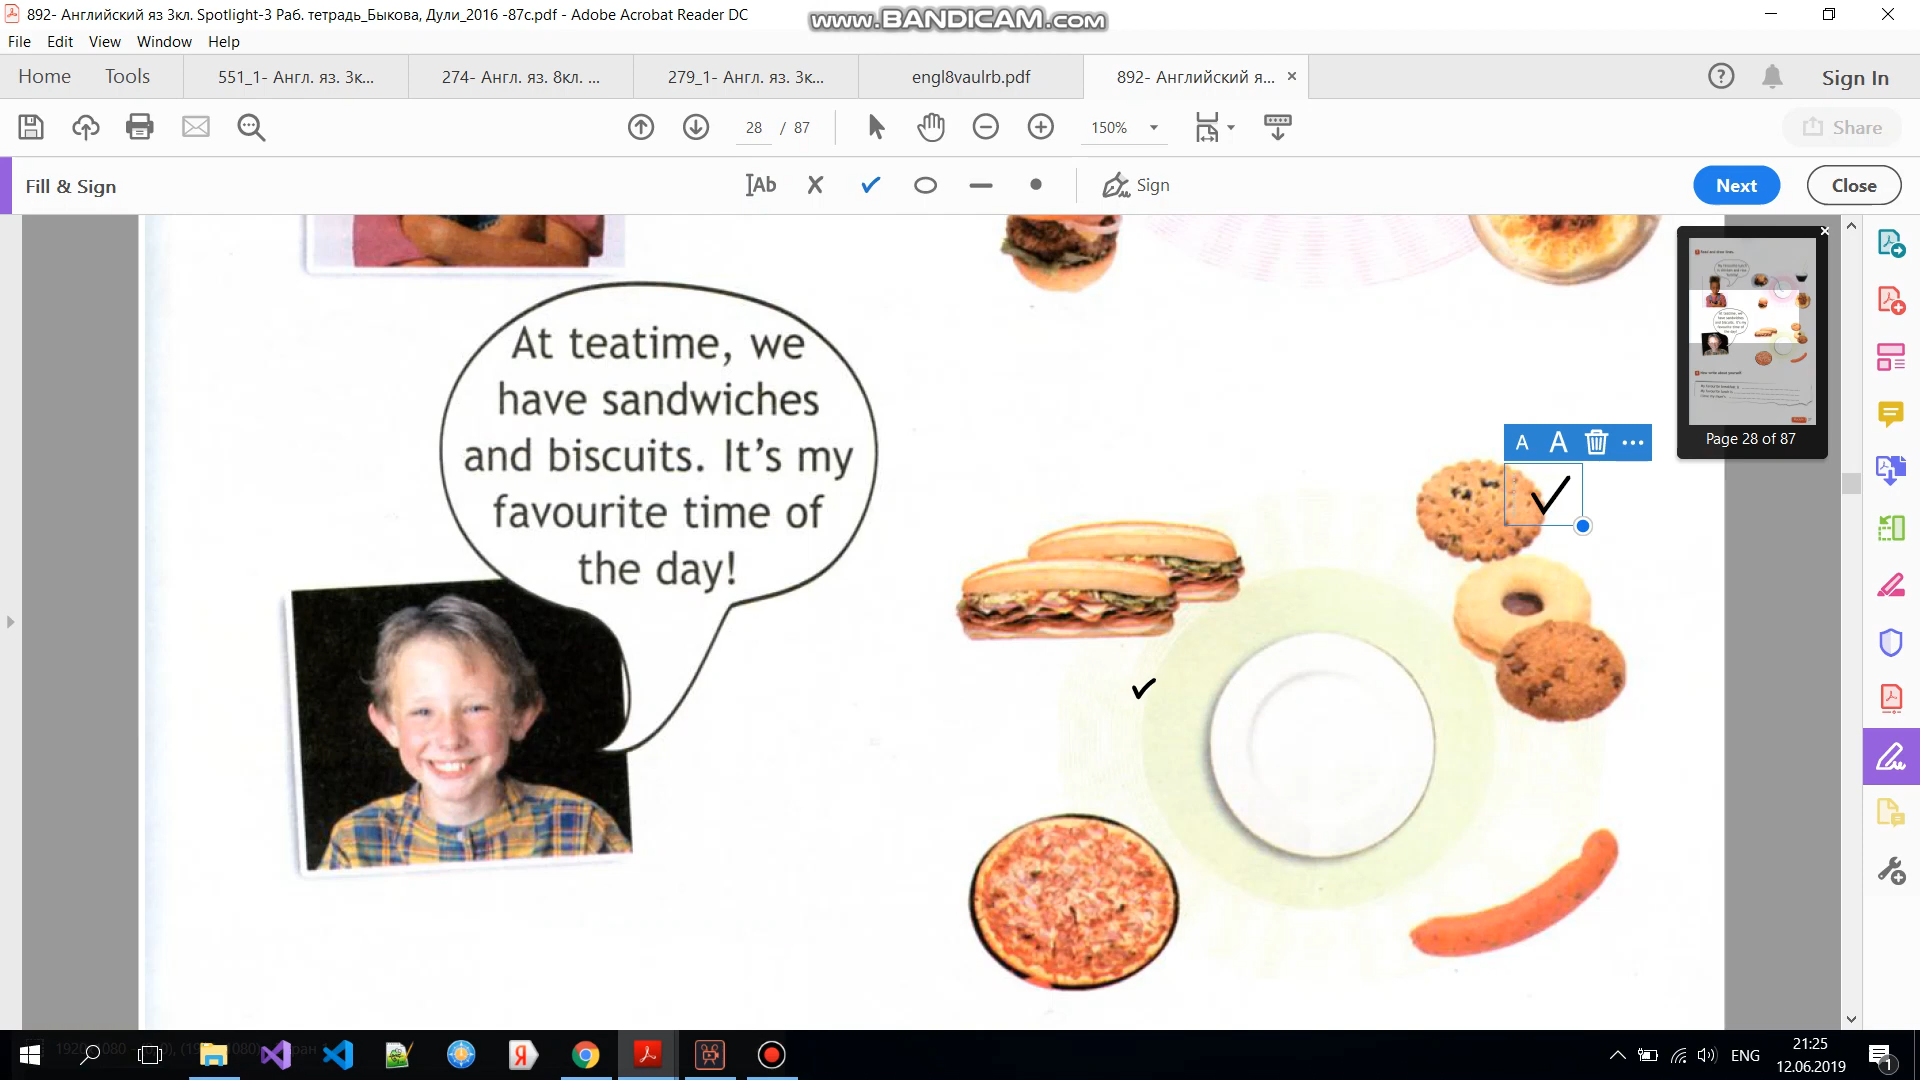 892- Английский яз 3кл. Spotlight-3 Раб. тетрадь_Быкова, Дули_2016 -87с.pdf - Adobe Acrobat Reader DC
www.BANDICAM.com
File Edit View Window Help
Home Tools 551_1- Англ. яз. 3к... 274- Англ. яз. 8кл. ... 279_1- Англ. яз. 3к... engl8vaulrb.pdf 892- Английский я... Sign In
28 / 87 150% Share
Fill & Sign Ab Sign Next Close
At teatime, we
have sandwiches
and biscuits. It's my
favourite time of
the day!
A A
Page 28 of 87
ENG
21:25
12.06.2019
1